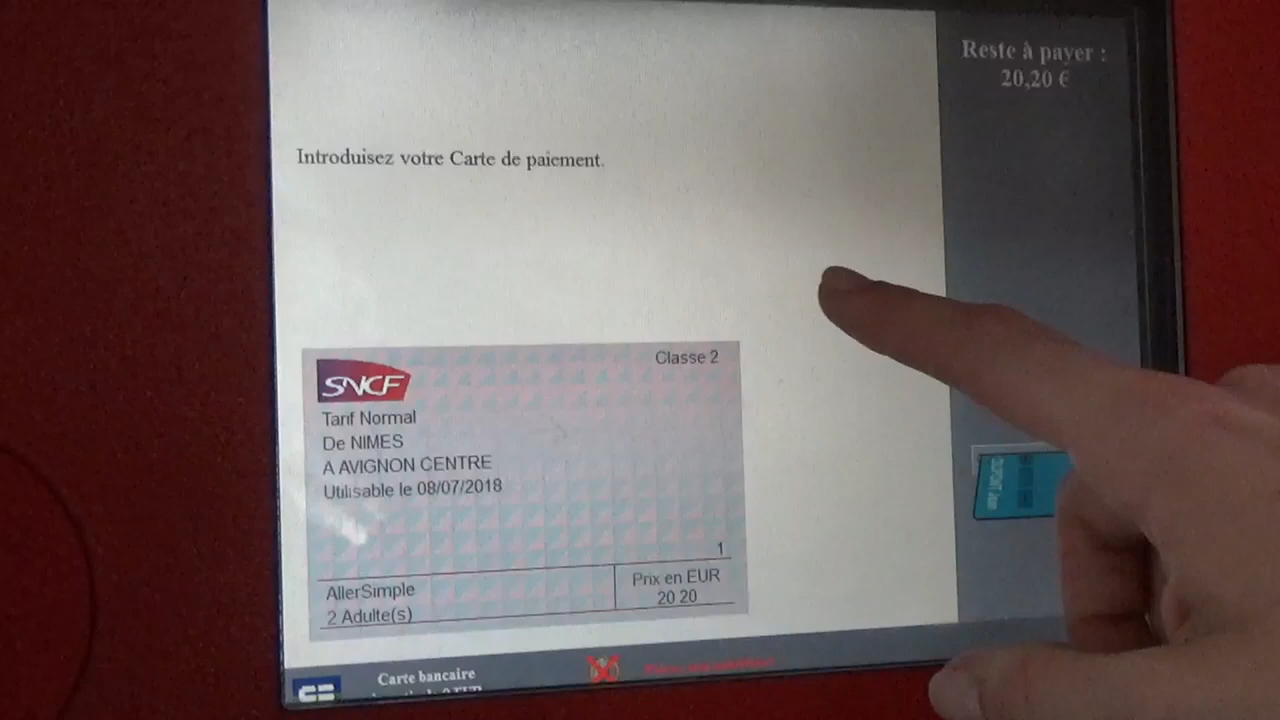 Reste à payer :
20,20 €
Introduisez votre Carte de paiement.
Classe 2
SNCF
Tarif Normal
De NIMES
A AVIGNON CENTRE
Utilisable le 08/07/2018
1
AllerSimple
2 Adulte(s)
Prix en EUR
20 20
Carte bancaire
CB